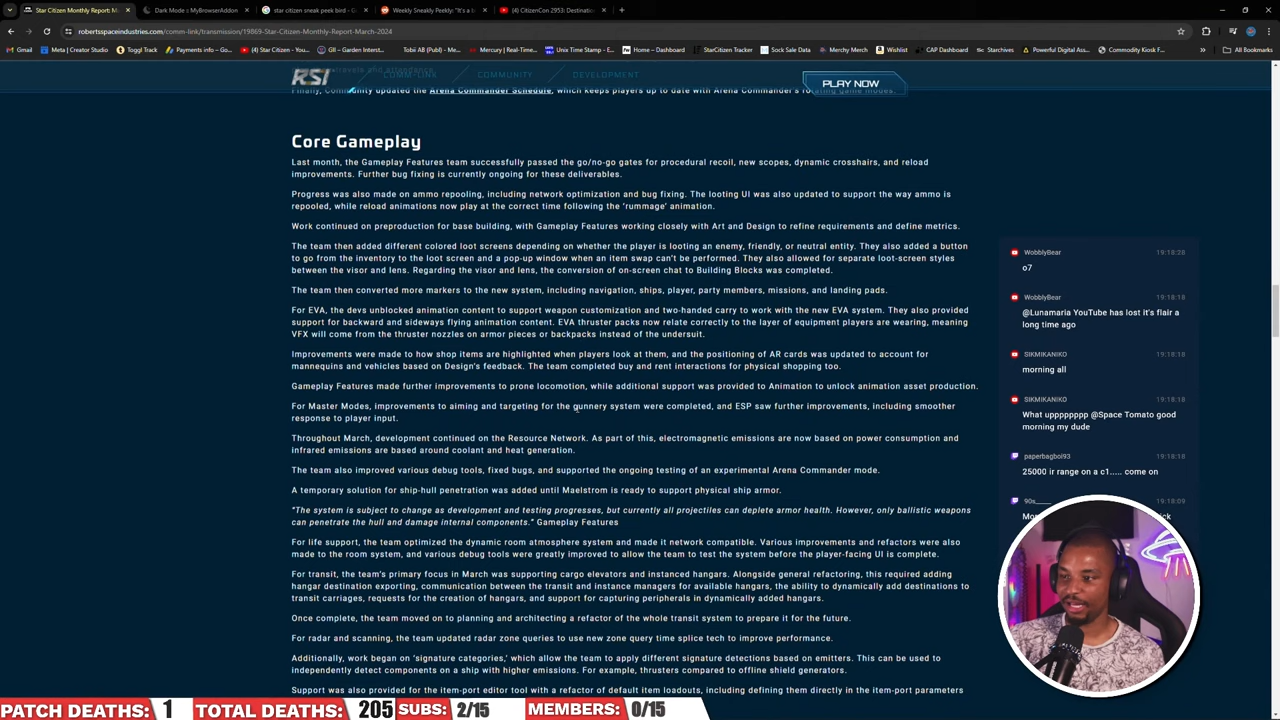 Star Citizen Monthly Report: M
Dark Mode :: MyBrowserAddon
star citizen sneak peek bird - G
Weekly Sneakly Peekly: "It's a b
(4) CitizenCon 2953: Destinatio
robertsspaceindustries.com/comm-link/transmission/19869-Star-Citizen-Monthly-Report-March-2024
Gmail
Meta | Creator Studio
Toggl Track
Payments info – Go...
(4) Star Citizen - You...
GII – Garden Inters...
Tobii AB (Publ) - Me...
Mercury | Real-Time...
Unix Time Stamp - E...
Home – Dashboard
StarCitizen Tracker
Sock Sale Data
Merchy Merch
Wishlist
CAP Dashboard
Starchives
Powerful Digital Ass...
Commodity Kiosk F...
All Bookmarks
RSI
COMM-LINK
COMMUNITY
DEVELOPMENT
PLAY NOW
Finally, Community updated the Arena Commander Schedule, which keeps players up to date with Arena Commander's rotating game modes.
Core Gameplay
Last month, the Gameplay Features team successfully passed the go/no-go gates for procedural recoil, new scopes, dynamic crosshairs, and reload
improvements. Further bug fixing is currently ongoing for these deliverables.
Progress was also made on ammo repooling, including network optimization and bug fixing. The looting UI was also updated to support the way ammo is
repooled, while reload animations now play at the correct time following the 'rummage' animation.
Work continued on preproduction for base building, with Gameplay Features working closely with Art and Design to refine requirements and define metrics.
The team then added different colored loot screens depending on whether the player is looting an enemy, friendly, or neutral entity. They also added a button
to go from the inventory to the loot screen and a pop-up window when an item swap can't be performed. They also allowed for separate loot-screen styles
between the visor and lens. Regarding the visor and lens, the conversion of on-screen chat to Building Blocks was completed.
The team then converted more markers to the new system, including navigation, ships, player, party members, missions, and landing pads.
For EVA, the devs unblocked animation content to support weapon customization and two-handed carry to work with the new EVA system. They also provided
support for backward and sideways flying animation content. EVA thruster packs now relate correctly to the layer of equipment players are wearing, meaning
VFX will come from the thruster nozzles on armor pieces or backpacks instead of the undersuit.
Improvements were made to how shop items are highlighted when players look at them, and the positioning of AR cards was updated to account for
mannequins and vehicles based on Design's feedback. The team completed buy and rent interactions for physical shopping too.
Gameplay Features made further improvements to prone locomotion, while additional support was provided to Animation to unlock animation asset production.
For Master Modes, improvements to aiming and targeting for the gunnery system were completed, and ESP saw further improvements, including smoother
response to player input.
Throughout March, development continued on the Resource Network. As part of this, electromagnetic emissions are now based on power consumption and
infrared emissions are based around coolant and heat generation.
The team also improved various debug tools, fixed bugs, and supported the ongoing testing of an experimental Arena Commander mode.
A temporary solution for ship-hull penetration was added until Maelstrom is ready to support physical ship armor.
"The system is subject to change as development and testing progresses, but currently all projectiles can deplete armor health. However, only ballistic weapons
can penetrate the hull and damage internal components." Gameplay Features
For life support, the team optimized the dynamic room atmosphere system and made it network compatible. Various improvements and refactors were also
made to the room system, and various debug tools were greatly improved to allow the team to test the system before the player-facing UI is complete.
For transit, the team's primary focus in March was supporting cargo elevators and instanced hangars. Alongside general refactoring, this required adding
hangar destination exporting, communication between the transit and instance managers for available hangars, the ability to dynamically add destinations to
transit carriages, requests for the creation of hangars, and support for capturing peripherals in dynamically added hangars.
Once complete, the team moved on to planning and architecting a refactor of the whole transit system to prepare it for the future.
For radar and scanning, the team updated radar zone queries to use new zone query time splice tech to improve performance.
Additionally, work began on 'signature categories,' which allow the team to apply different signature detections based on emitters. This can be used to
independently detect components on a ship with higher emissions. For example, thrusters compared to offline shield generators.
Support was also provided for the item-port editor tool with a refactor of default item loadouts, including defining them directly in the item-port parameters
WobblyBear 19:18:38
o7
WobblyBear 19:18:18
@Lunamaria YouTube has lost it's flair a
long time ago
SIKMIKANIKO 19:18:18
morning all
SIKMIKANIKO 19:18:18
What upppppppp @Space Tomato good
morning my dude
paperbagbol93 19:18:18
25000 ir range on a c1..... come on
90s____ 19:18:09
PATCH DEATHS: 1
TOTAL DEATHS: 205
SUBS: 2/15
MEMBERS: 0/15